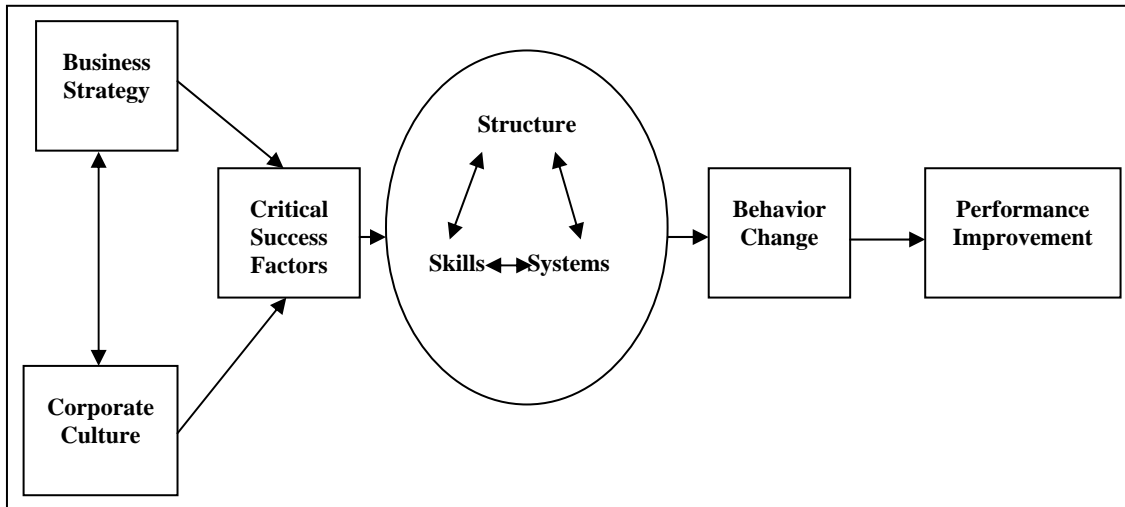 Business
Strategy
Structure
Critical
Success
Factors
Skills Systems
Behavior
Change
Performance
Improvement
Corporate
Culture